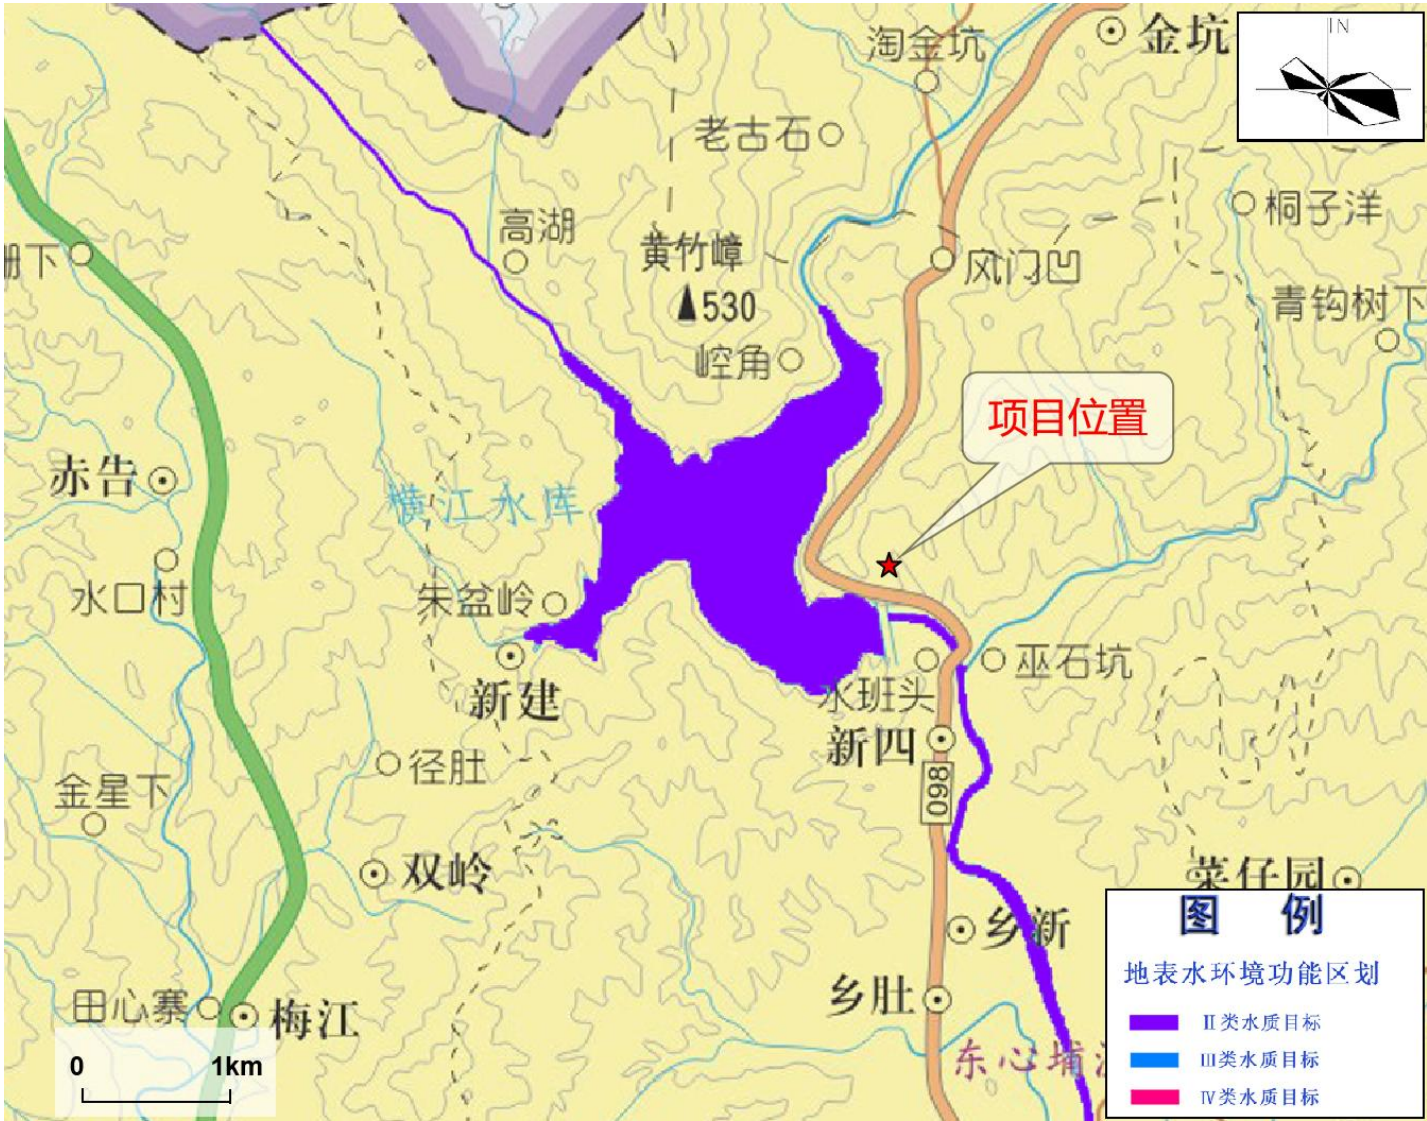 金坑
IN
淘金坑
老古石
桐子洋
高湖
黄竹嶂
530
风门凹
青钩树下
崆角
项目位置
赤告
横江水库
水口村
朱盆岭
新建
巫石坑
水班头
新四
径肚
098
金星下
双岭
菜仔园
乡新
乡肚
田心寨
梅江
东心埔
0 1km
图 例
地表水环境功能区划
II类水质目标
III类水质目标
IV类水质目标